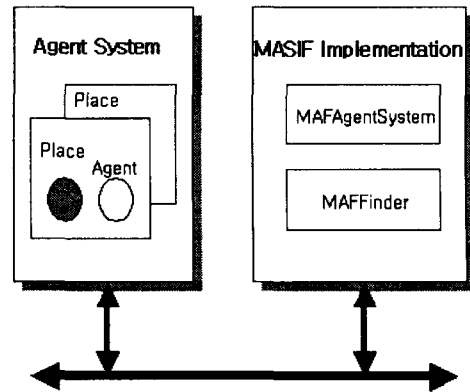 Agent System
Place
Place
Agent
MASIF Implementation
MAFAgentSystem
MAFFinder